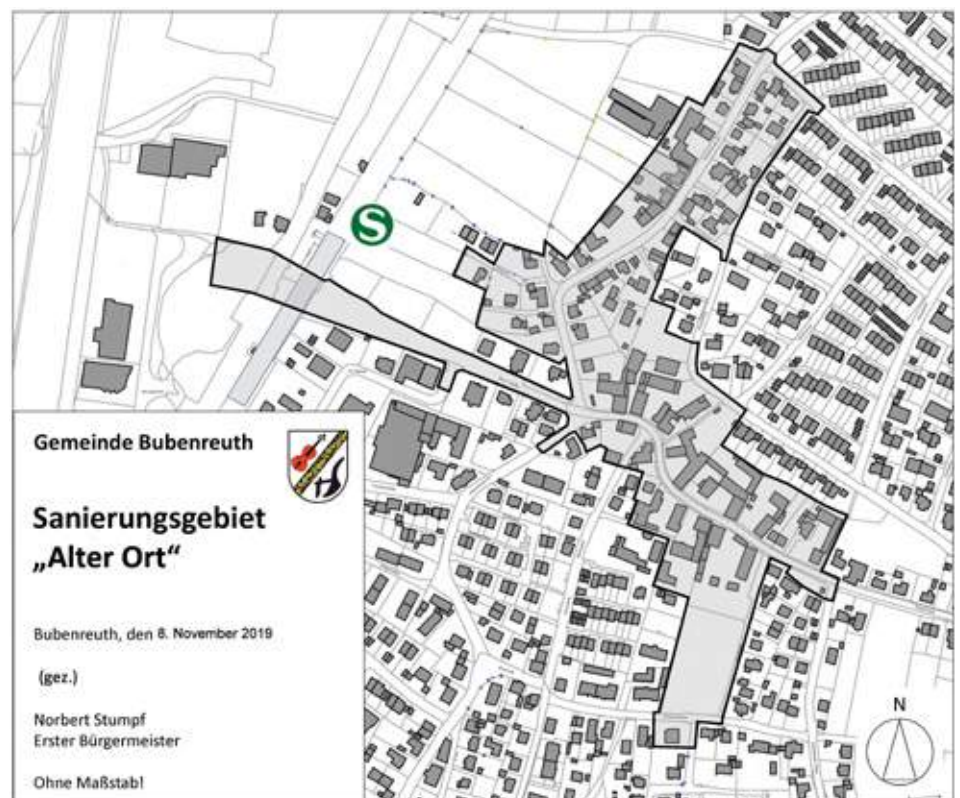 S
Gemeinde Bubenreuth
Sanierungsgebiet
„Alter Ort“
Bubenreuth, den 8. November 2019
(gez.)
Norbert Stumpf
Erster Bürgermeister
Ohne Maßstab!
N